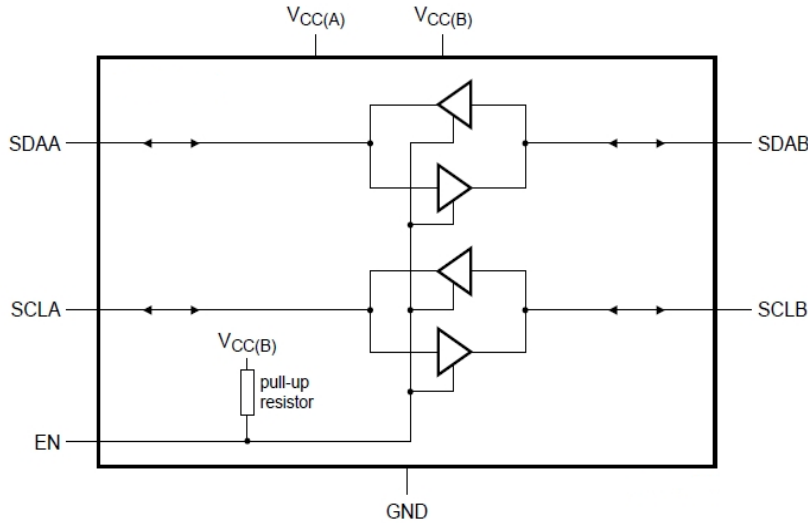 VCC(A) VCC(B)
SDAA SDAB
SCLA SCLB
VCC(B)
pull-up
resistor
EN
GND